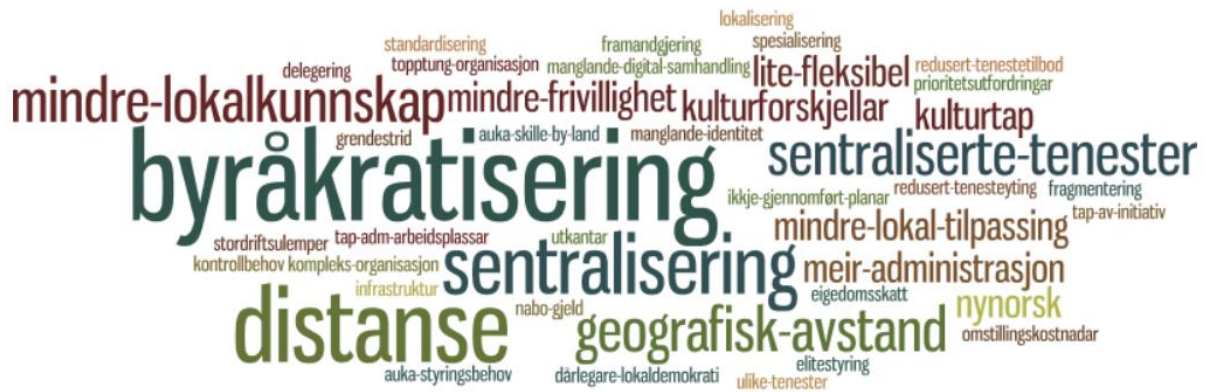 lokalisering
standardisering framandgjering spesialisering
delegering topptung-organisasjon manglande-digital-samhandling lite-fleksibel redusert-tenestetilbod
prioritetsutfordringar
mindre-lokalkunnskap mindre-frivillighet kulturforskjellar kulturtap
grendestrid auka-skille-by-land manglande-identitet
byråkratisering sentraliserte-tenester
ikkje-gjennomført-planar redusert-tenesteyting fragmentering
stordriftsulemper tap-adm-arbeidsplassar utkantar mindre-lokal-tilpassing tap-av-initiativ
kontrollbehov kompleks-organisasjon sentralisering meir-administrasjon
infrastruktur eigedomsskatt
distanse nabo-gjeld geografisk-avstand nynorsk
omstillingskostnadar
auka-styringsbehov dårlegare-lokaldemokrati elitestyring
ulike-tenester